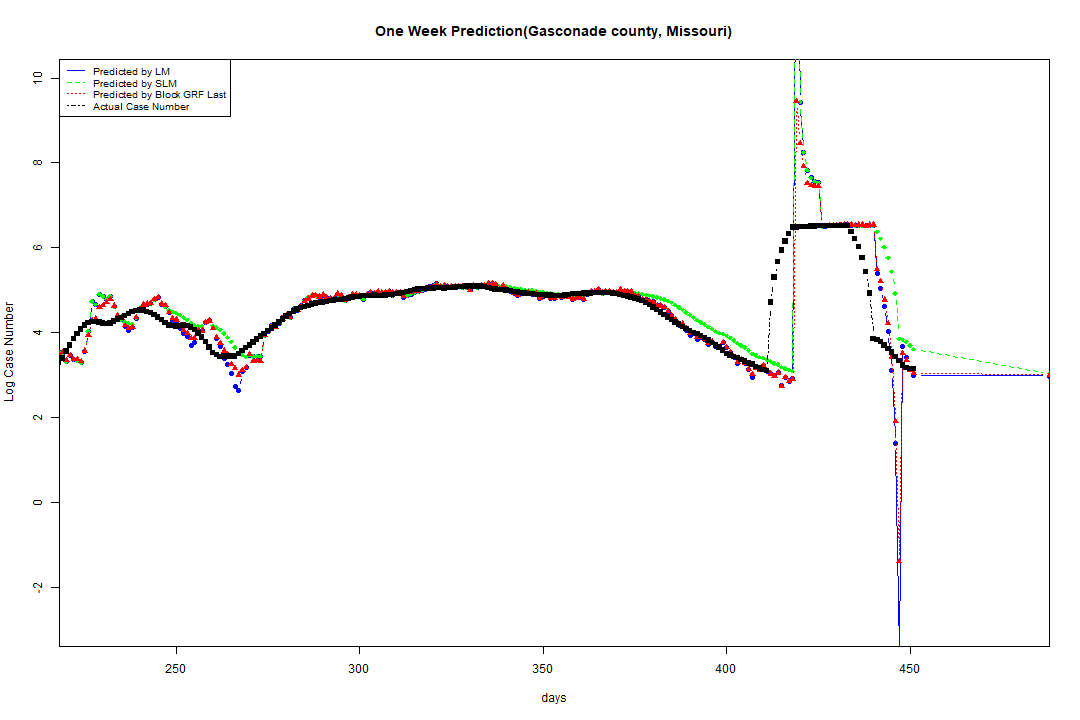 One Week Prediction(Gasconade county, Missouri)
Predicted by LM
Predicted by SLM
Predicted by Block GRF Last
Actual Case Number
Log Case Number
10
8
6
4
2
0
-2
250
300
350
400
450
days